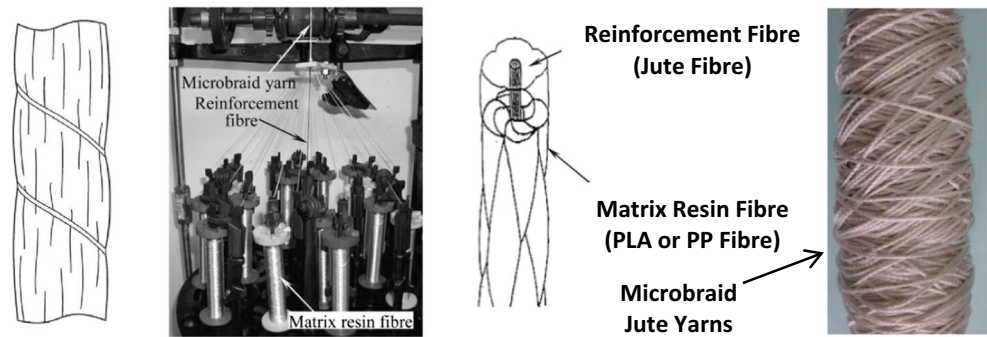 Microbraid yarn
Reinforcement
fibre
Matrix resin fibre
Reinforcement Fibre
(Jute Fibre)
Matrix Resin Fibre
(PLA or PP Fibre)
Microbraid
Jute Yarns